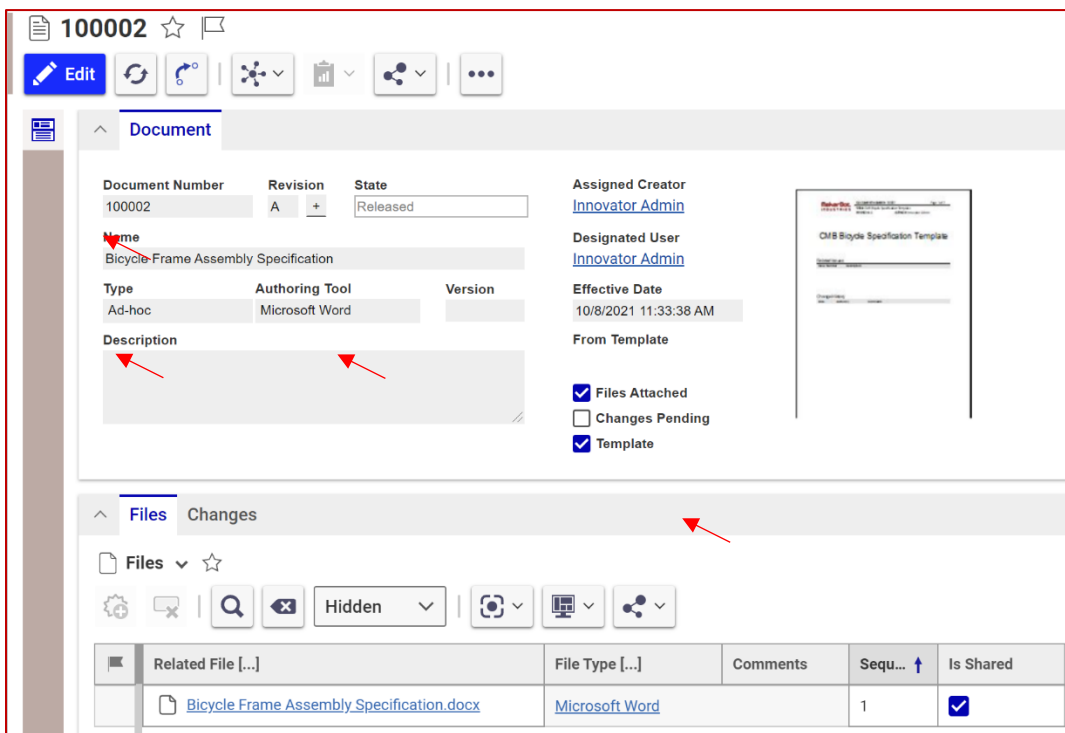 100002
Edit
Document
Document Number Revision State Assigned Creator
100002 A + Released Innovator Admin
Name Designated User
Bicycle Frame Assembly Specification Innovator Admin
Type Authoring Tool Version Effective Date
Ad-hoc Microsoft Word 10/8/2021 11:33:38 AM
Description From Template
Files Attached
Changes Pending
Template
CMB Bicycle Specification Template
Files Changes
Files
Hidden
Related File [...] File Type [...] Comments Sequ... Is Shared
Bicycle Frame Assembly Specification.docx Microsoft Word 1